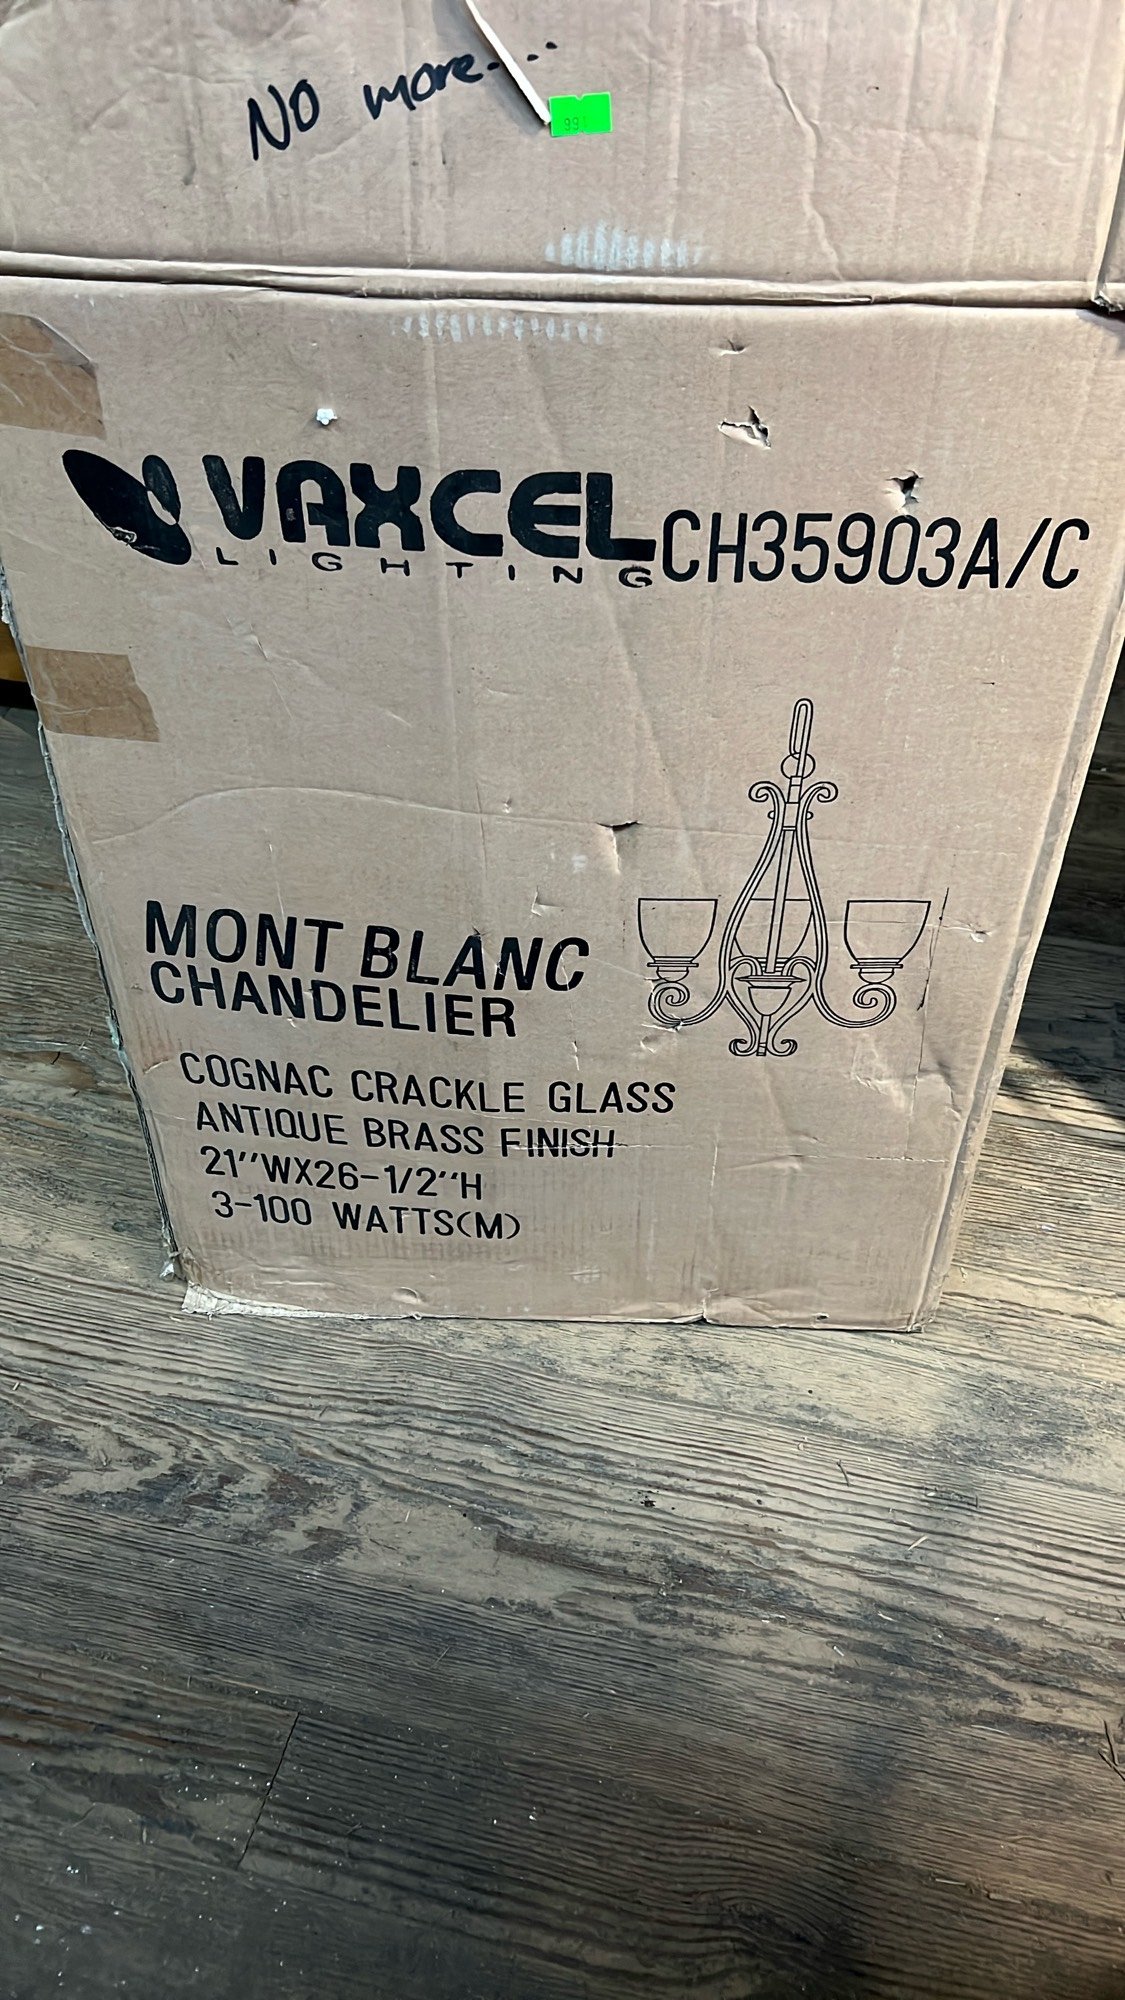 No more....
99
VAXCEL CH35903A/C
LIGHTING
MONT BLANC
CHANDELIER
COGNAC CRACKLE GLASS
ANTIQUE BRASS FINISH
21''WX26-1/2''H
3-100 WATTS(M)